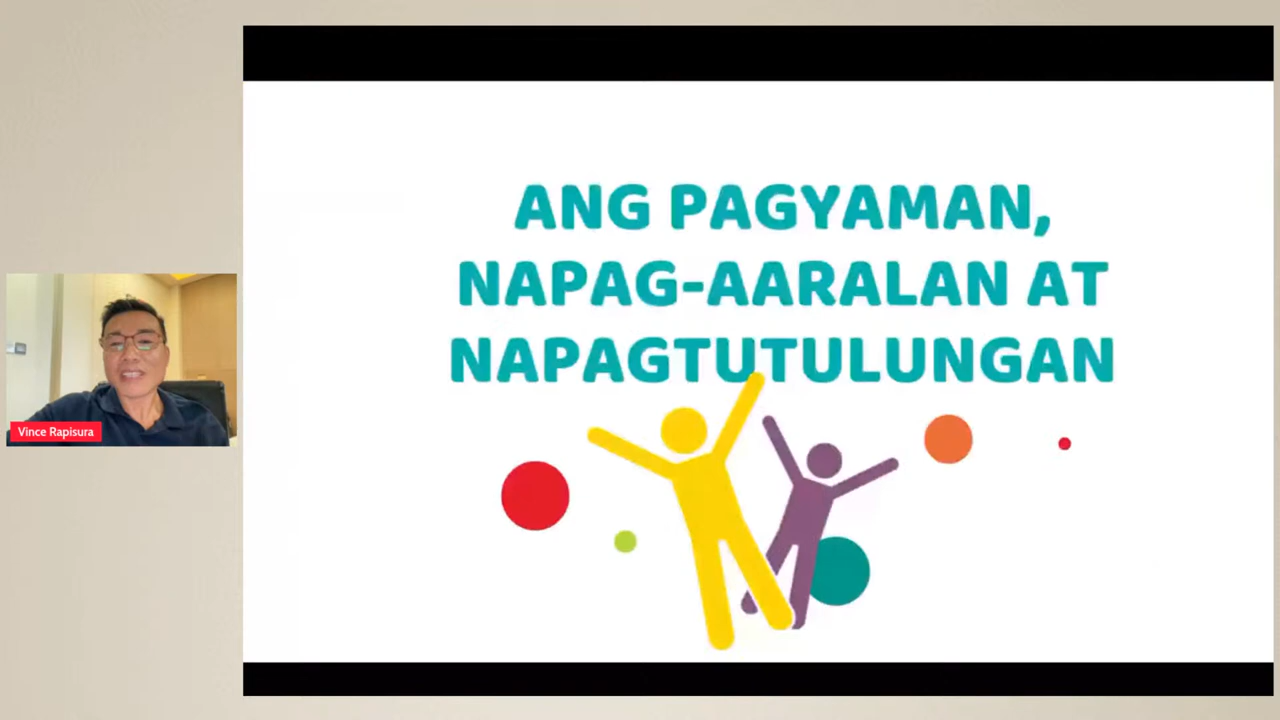 ANG PAGYAMAN,
NAPAG-AARALAN AT
NAPAGTUTULUNGAN
Vince Rapisura